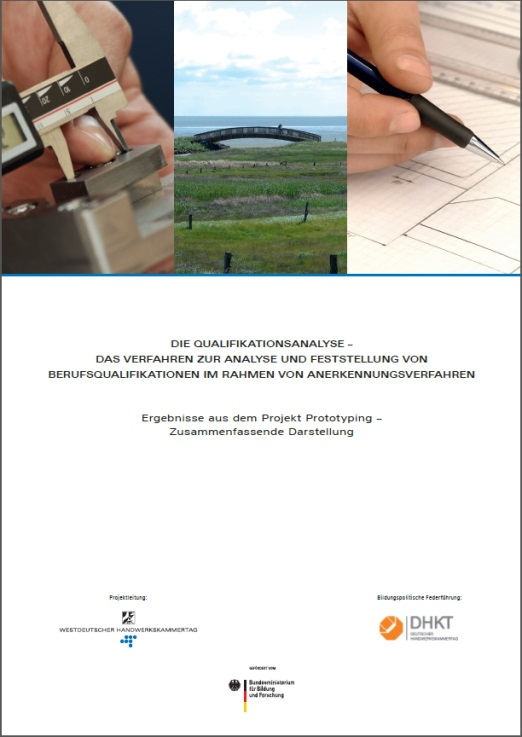 DIE QUALIFIKATIONSANALYSE –
DAS VERFAHREN ZUR ANALYSE UND FESTSTELLUNG VON
BERUFSQUALIFIKATIONEN IM RAHMEN VON ANERKENNUNGSVERFAHREN
Ergebnisse aus dem Projekt Prototyping –
Zusammenfassende Darstellung
Projektleitung:
WESTDEUTSCHER HANDWERKSKAMMERTAG
Bildungspolitische Federführung:
DHKT
DEUTSCHER
HANDWERKSKAMMERTAG
GEFÖRDERT VOM
Bundesministerium
für Bildung
und Forschung